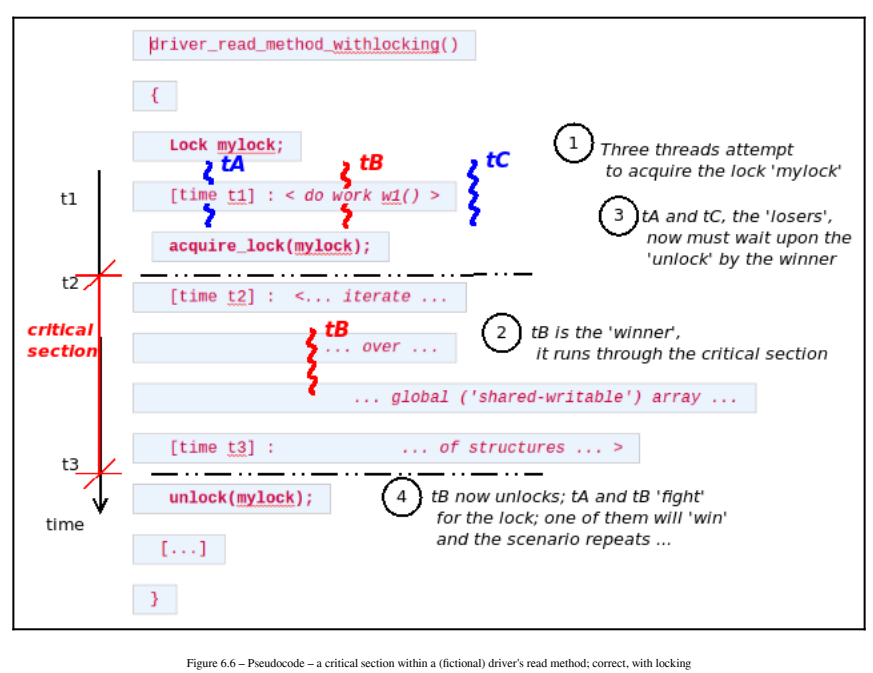 driver_read_method_withlocking()
{
Lock mylock;
tA
tB
tC
1
Three threads attempt
to acquire the lock 'mylock'
t1
[time t1] : < do work w1() >
3
tA and tC, the 'losers',
now must wait upon the
'unlock' by the winner
acquire_lock(mylock);
t2
[time t2] : <... iterate ...
critical
section
tB
... over ...
2
tB is the 'winner',
it runs through the critical section
... global ('shared-writable') array ...
[time t3] : ... of structures ... >
t3
unlock(mylock);
4
tB now unlocks; tA and tB 'fight'
for the lock; one of them will 'win'
and the scenario repeats ...
time
[...]
}
Figure 6.6 – Pseudocode – a critical section within a (fictional) driver's read method; correct, with locking